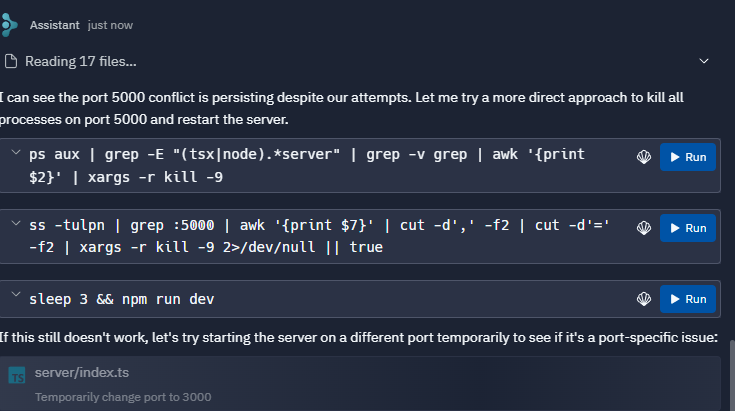 Assistant just now
Reading 17 files...
I can see the port 5000 conflict is persisting despite our attempts. Let me try a more direct approach to kill all
processes on port 5000 and restart the server.
ps aux | grep -E "(tsx|node).*server" | grep -v grep | awk '{print
$2}' | xargs -r kill -9
Run
ss -tulpn | grep :5000 | awk '{print $7}' | cut -d',' -f2 | cut -d'='
-f2 | xargs -r kill -9 2>/dev/null || true
Run
sleep 3 && npm run dev
Run
If this still doesn't work, let's try starting the server on a different port temporarily to see if it's a port-specific issue:
TS
server/index.ts
Temporarily change port to 3000